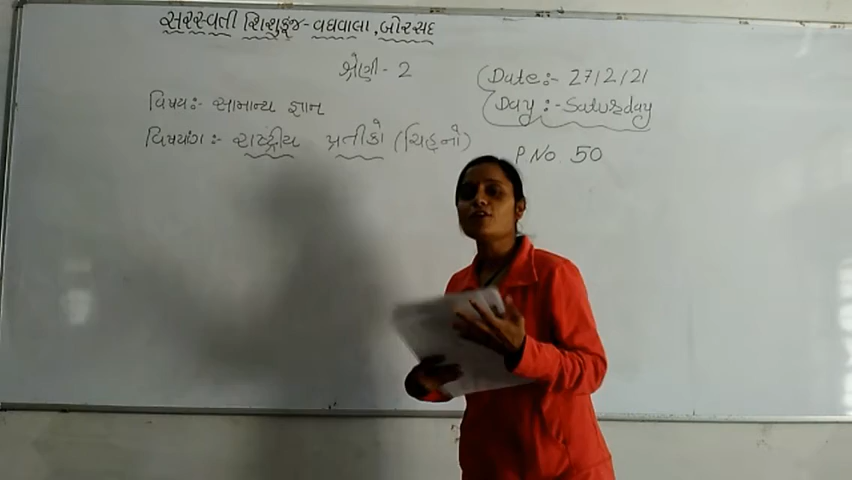 સરસ્વતી શિશુકુંજ - વઘવાલા, બોરસદ
શ્રેણી - 2
Date :- 27/2/21
વિષય :- સામાન્ય જ્ઞાન
Day :- Saturday
વિષયાંગ :- રાષ્ટ્રીય પ્રતીકો (ચિહ્નો)
P. No. 50